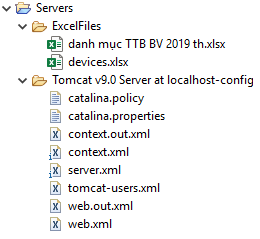 Servers
ExcelFiles
danh mục TTB BV 2019 th.xlsx
devices.xlsx
Tomcat v9.0 Server at localhost-config
catalina.policy
catalina.properties
context.out.xml
context.xml
server.xml
tomcat-users.xml
web.out.xml
web.xml